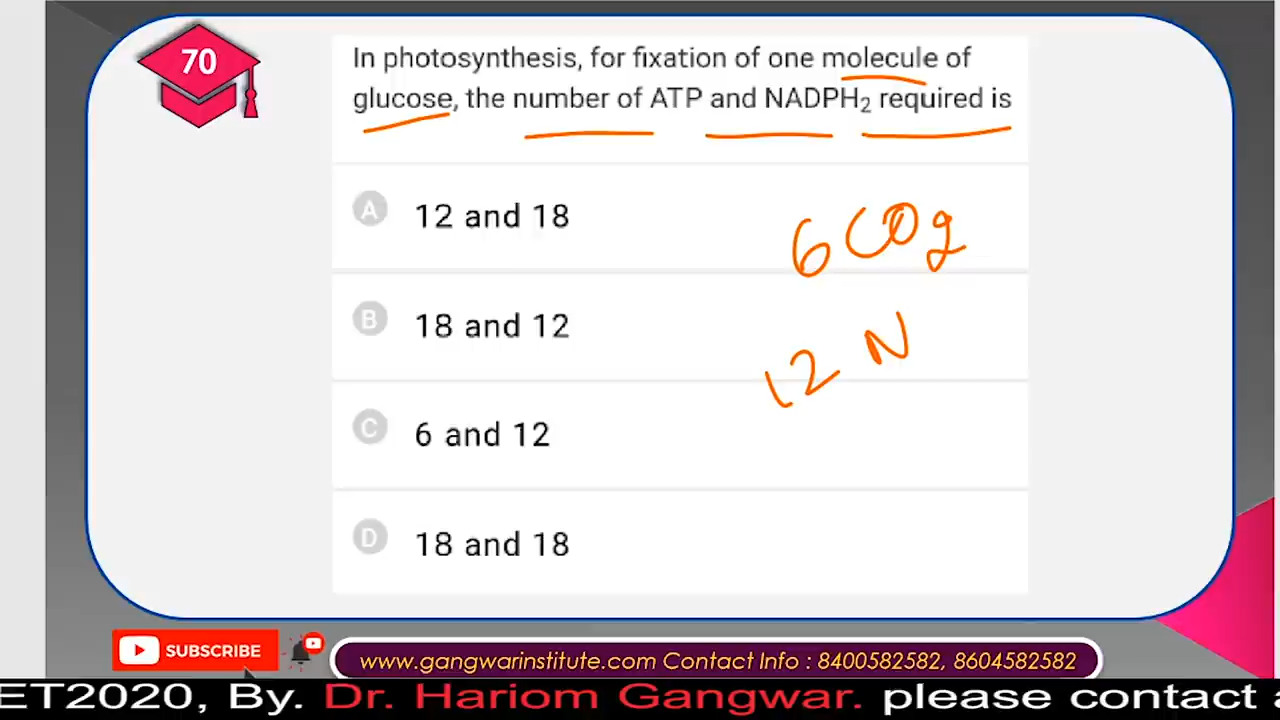 70
In photosynthesis, for fixation of one molecule of
glucose, the number of ATP and NADPH₂ required is
A 12 and 18
6 CO2
B 18 and 12
12 N
C 6 and 12
D 18 and 18
SUBSCRIBE
www.gangwarinstitute.com Contact Info : 8400582582, 8604582582
ET2020, By. Dr. Hariom Gangwar. please contact a